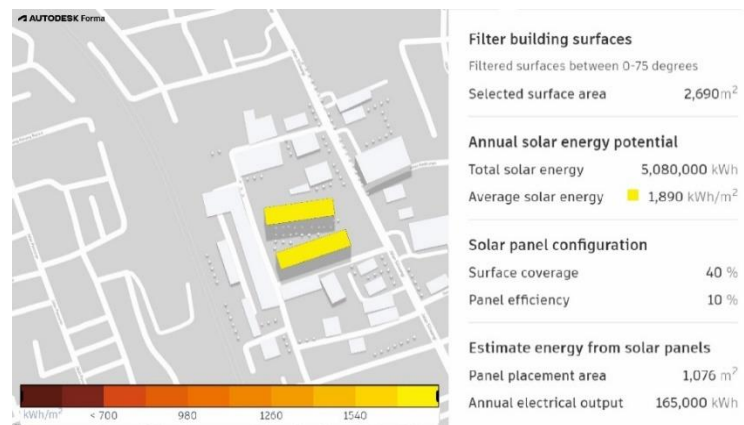 AUTODESK Forma
Filter building surfaces
Filtered surfaces between 0-75 degrees
Selected surface area 2,690 m²
Annual solar energy potential
Total solar energy 5,080,000 kWh
Average solar energy 1,890 kWh/m²
Solar panel configuration
Surface coverage 40 %
Panel efficiency 10 %
Estimate energy from solar panels
Panel placement area 1,076 m²
Annual electrical output 165,000 kWh
kWh/m² < 700 980 1260 1540